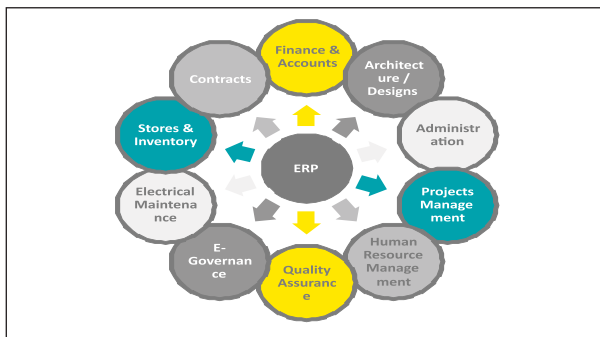 Finance &
Accounts
Architect
ure /
Designs
Administr
ation
Projects
Manage
ment
Human
Resource
Manage
ment
Quality
Assuranc
e
E-
Governan
ce
Electrical
Maintena
nce
Stores &
Inventory
Contracts
ERP